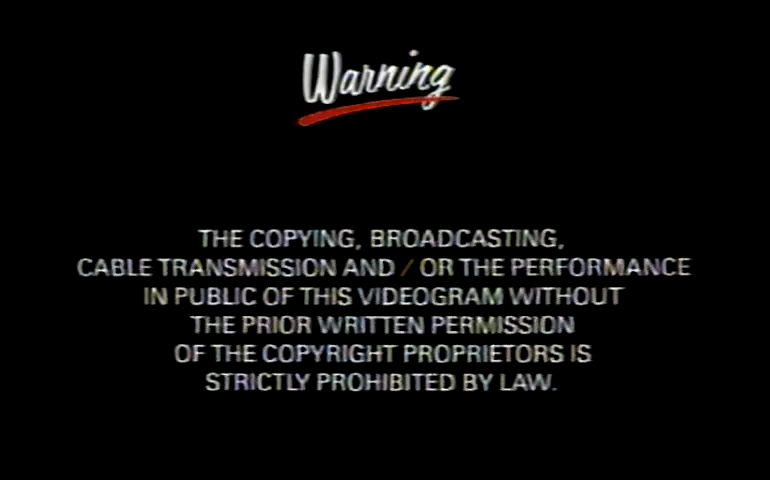 Warning
THE COPYING, BROADCASTING,
CABLE TRANSMISSION AND / OR THE PERFORMANCE
IN PUBLIC OF THIS VIDEOGRAM WITHOUT
THE PRIOR WRITTEN PERMISSION
OF THE COPYRIGHT PROPRIETORS IS
STRICTLY PROHIBITED BY LAW.